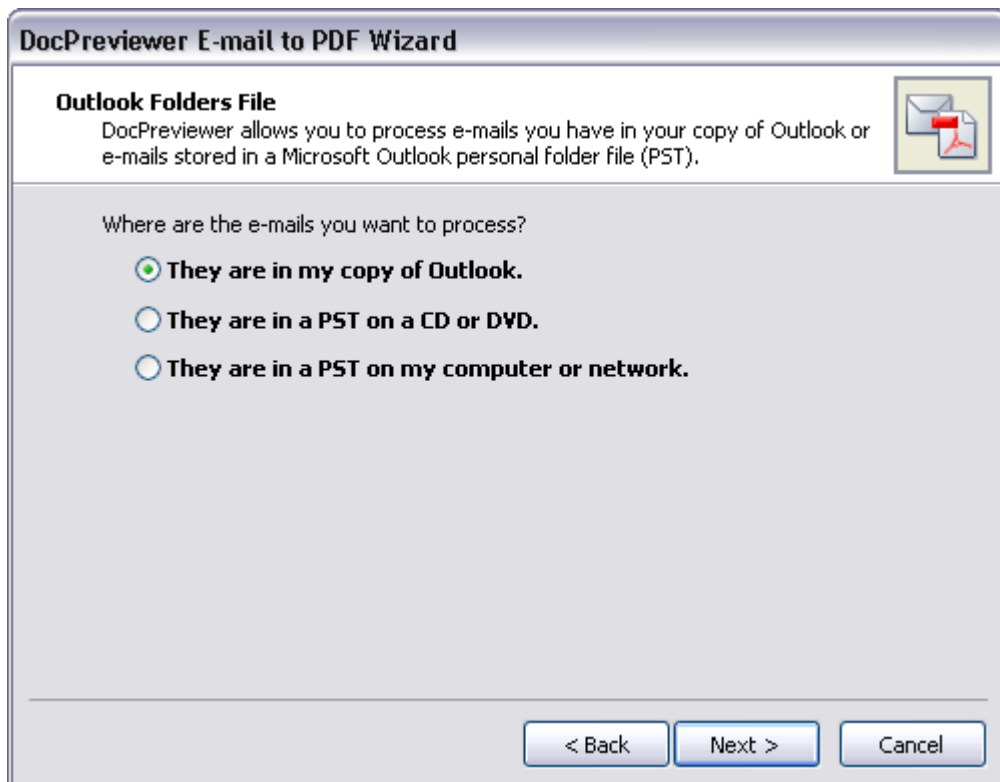 DocPreviewer E-mail to PDF Wizard
Outlook Folders File
DocPreviewer allows you to process e-mails you have in your copy of Outlook or
e-mails stored in a Microsoft Outlook personal folder file (PST).
Where are the e-mails you want to process?
They are in my copy of Outlook.
They are in a PST on a CD or DVD.
They are in a PST on my computer or network.
< Back
Next >
Cancel